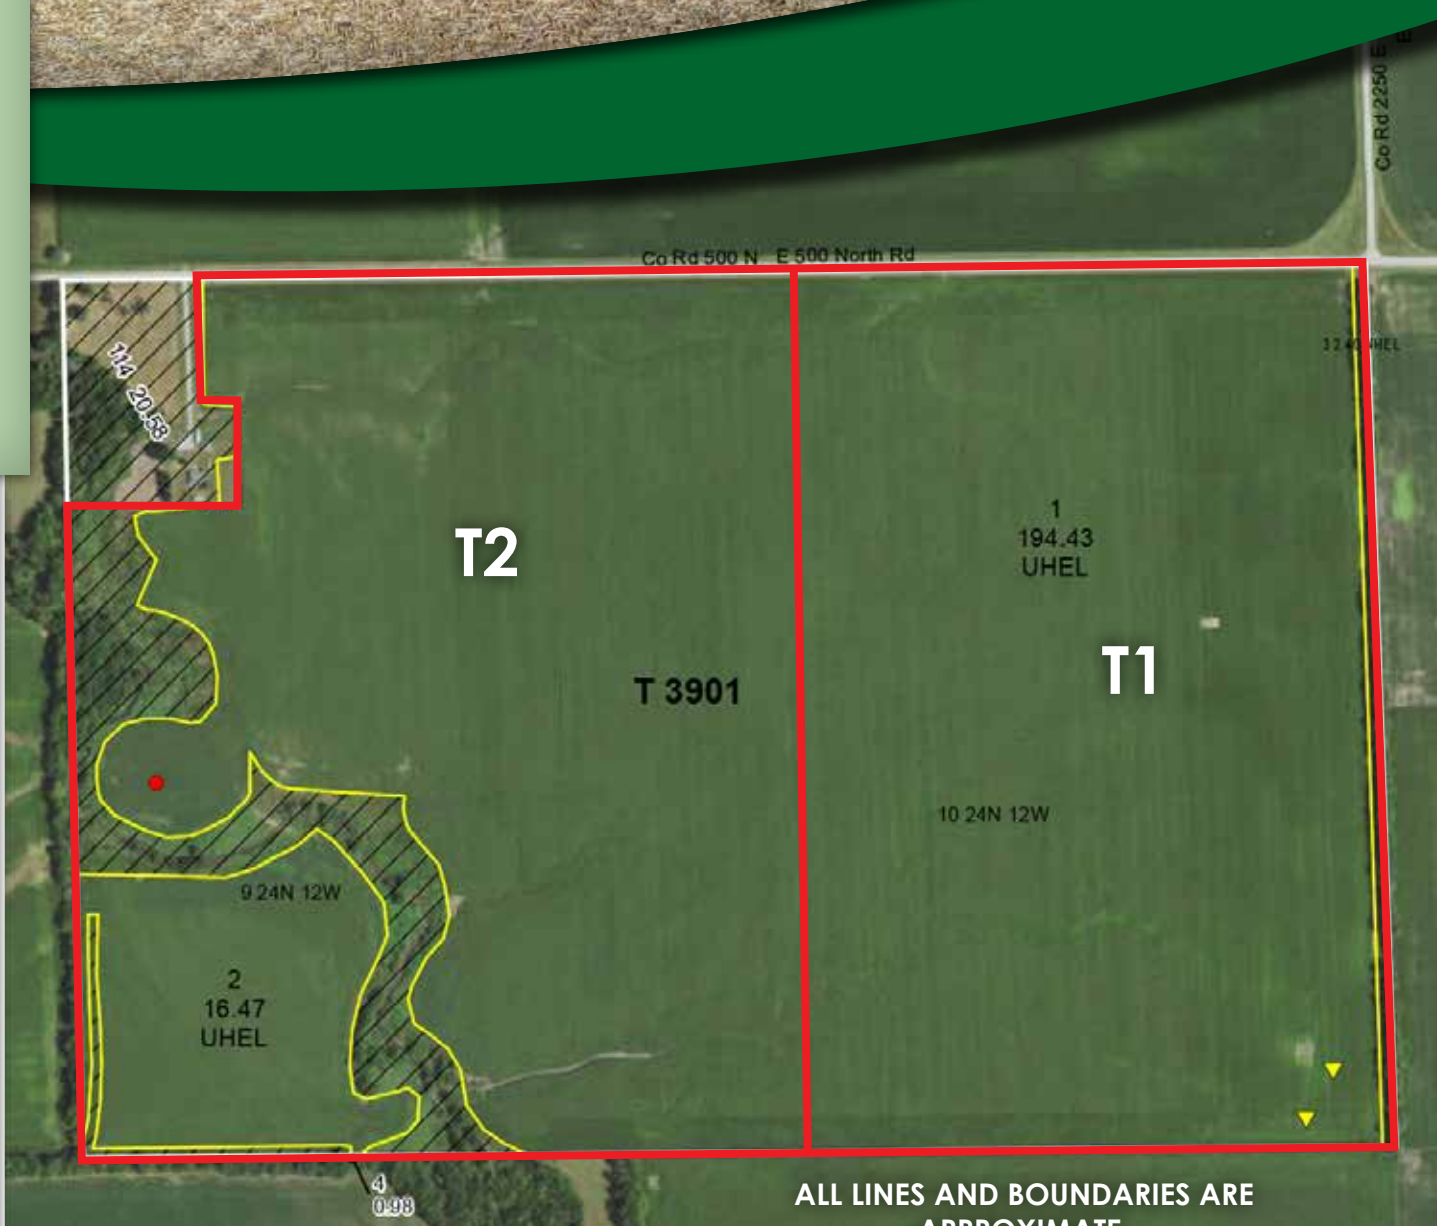 Co Rd 2250 E
E
Co Rd 500 N E 500 North Rd
114 20.58
T2
1
194.43
UHEL
T1
T 3901
10 24N 12W
9 24N 12W
2
16.47
UHEL
4
0.98
ALL LINES AND BOUNDARIES ARE
APPROXIMATE